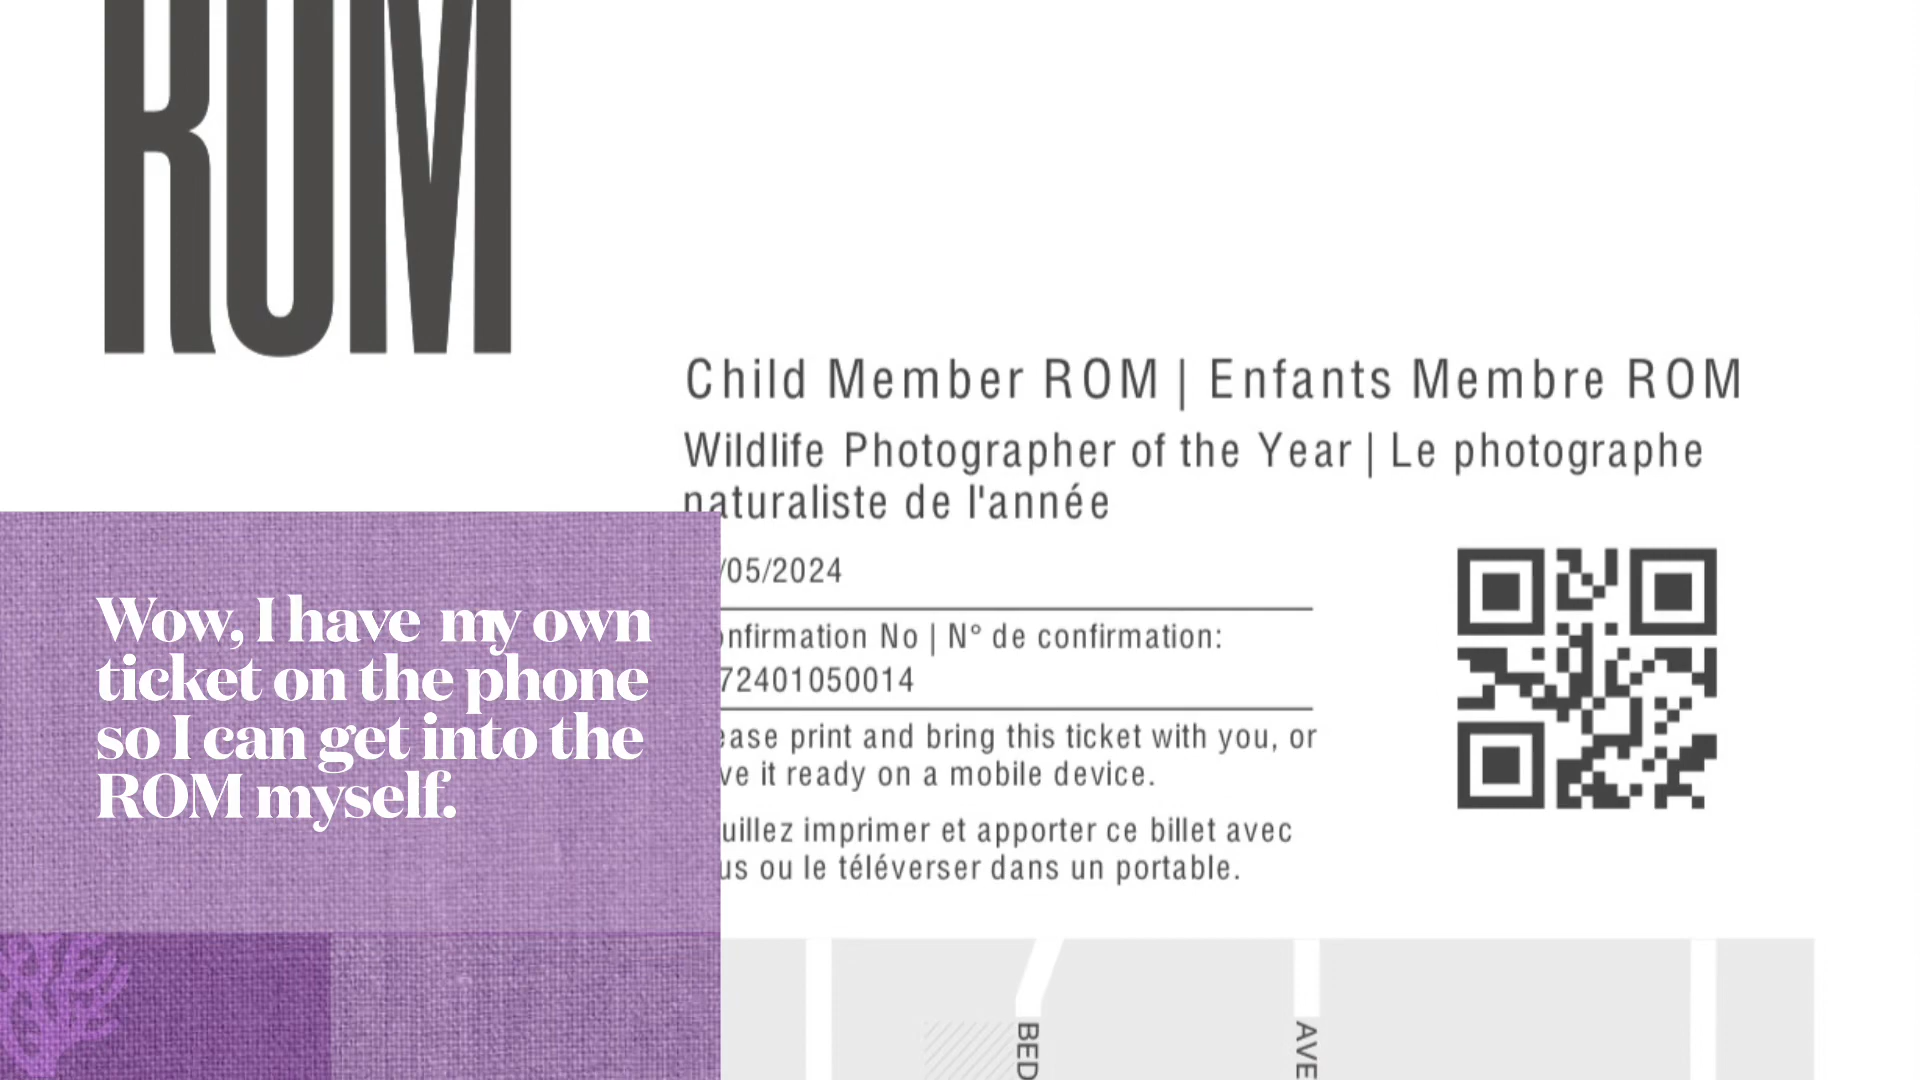 ROM
Child Member ROM | Enfants Membre ROM
Wildlife Photographer of the Year | Le photographe
naturaliste de l'année
/05/2024
onfirmation No | N° de confirmation:
72401050014
ease print and bring this ticket with you, or
ve it ready on a mobile device.
uillez imprimer et apporter ce billet avec
us ou le téléverser dans un portable.
Wow, I have my own
ticket on the phone
so I can get into the
ROM myself.
BED
AVE